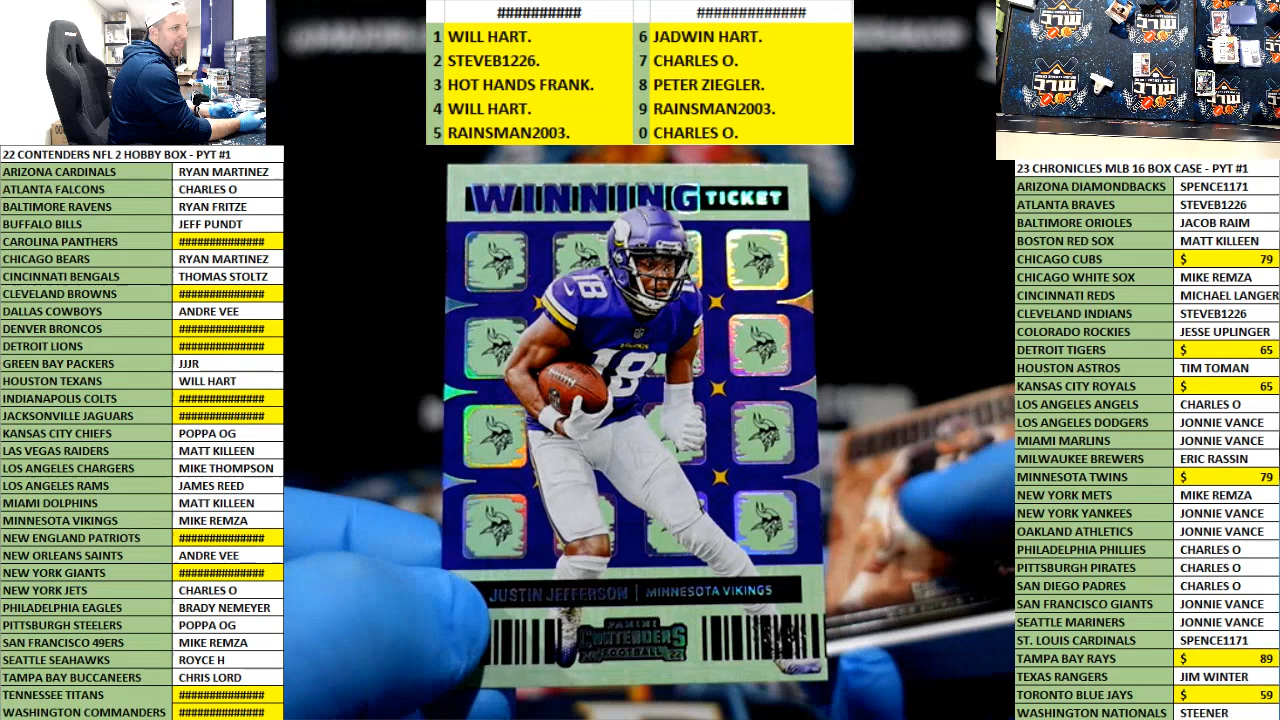 ########## #############
1 WILL HART. 6 JADWIN HART.
2 STEVEB1226. 7 CHARLES O.
3 HOT HANDS FRANK. 8 PETER ZIEGLER.
4 WILL HART. 9 RAINSMAN2003.
5 RAINSMAN2003. 0 CHARLES O.
22 CONTENDERS NFL 2 HOBBY BOX - PYT #1
ARIZONA CARDINALS RYAN MARTINEZ
ATLANTA FALCONS CHARLES O
BALTIMORE RAVENS RYAN FRITZE
BUFFALO BILLS JEFF PUNDT
CAROLINA PANTHERS ##############
CHICAGO BEARS RYAN MARTINEZ
CINCINNATI BENGALS THOMAS STOLTZ
CLEVELAND BROWNS ##############
DALLAS COWBOYS ANDRE VEE
DENVER BRONCOS ##############
DETROIT LIONS ##############
GREEN BAY PACKERS JJJR
HOUSTON TEXANS WILL HART
INDIANAPOLIS COLTS ##############
JACKSONVILLE JAGUARS ##############
KANSAS CITY CHIEFS POPPA OG
LAS VEGAS RAIDERS MATT KILLEEN
LOS ANGELES CHARGERS MIKE THOMPSON
LOS ANGELES RAMS JAMES REED
MIAMI DOLPHINS MATT KILLEEN
MINNESOTA VIKINGS MIKE REMZA
NEW ENGLAND PATRIOTS ##############
NEW ORLEANS SAINTS ANDRE VEE
NEW YORK GIANTS ##############
NEW YORK JETS CHARLES O
PHILADELPHIA EAGLES BRADY NEMEYER
PITTSBURGH STEELERS POPPA OG
SAN FRANCISCO 49ERS MIKE REMZA
SEATTLE SEAHAWKS ROYCE H
TAMPA BAY BUCCANEERS CHRIS LORD
TENNESSEE TITANS ##############
WASHINGTON COMMANDERS ##############
WINNING TICKET
18
VIKINGS
18
JUSTIN JEFFERSON | MINNESOTA VIKINGS
PANINI
CONTENDERS
20 FOOTBALL 22
23 CHRONICLES MLB 16 BOX CASE - PYT #1
ARIZONA DIAMONDBACKS SPENCE1171
ATLANTA BRAVES STEVEB1226
BALTIMORE ORIOLES JACOB RAIM
BOSTON RED SOX MATT KILLEEN
CHICAGO CUBS $ 79
CHICAGO WHITE SOX MIKE REMZA
CINCINNATI REDS MICHAEL LANGER
CLEVELAND INDIANS STEVEB1226
COLORADO ROCKIES JESSE UPLINGER
DETROIT TIGERS $ 65
HOUSTON ASTROS TIM TOMAN
KANSAS CITY ROYALS $ 65
LOS ANGELS ANGELS CHARLES O
LOS ANGELES DODGERS JONNIE VANCE
MIAMI MARLINS JONNIE VANCE
MILWAUKEE BREWERS ERIC RASSIN
MINNESOTA TWINS $ 79
NEW YORK METS MIKE REMZA
NEW YORK YANKEES JONNIE VANCE
OAKLAND ATHLETICS JONNIE VANCE
PHILADELPHIA PHILLIES CHARLES O
PITTSBURGH PIRATES CHARLES O
SAN DIEGO PADRES CHARLES O
SAN FRANCISCO GIANTS JONNIE VANCE
SEATTLE MARINERS JONNIE VANCE
ST. LOUIS CARDINALS SPENCE1171
TAMPA BAY RAYS $ 89
TEXAS RANGERS JIM WINTER
TORONTO BLUE JAYS $ 59
WASHINGTON NATIONALS STEENER